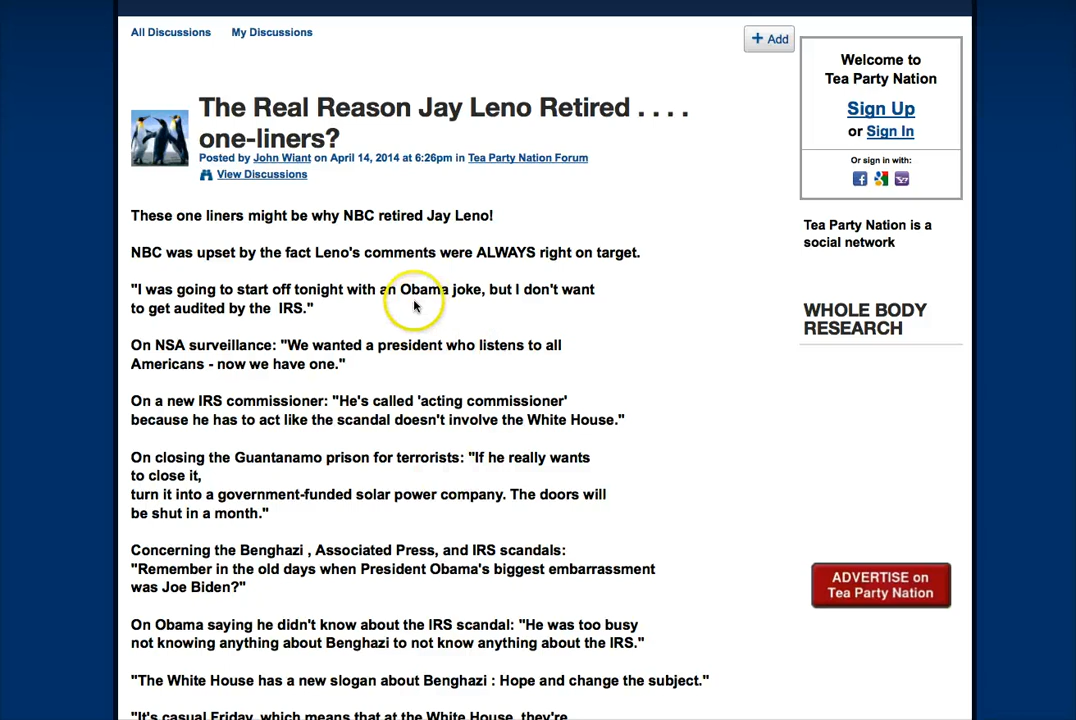 All Discussions My Discussions
+ Add
The Real Reason Jay Leno Retired . . . .
one-liners?
Posted by John Wiant on April 14, 2014 at 6:26pm in Tea Party Nation Forum
View Discussions
These one liners might be why NBC retired Jay Leno!
NBC was upset by the fact Leno's comments were ALWAYS right on target.
"I was going to start off tonight with an Obama joke, but I don't want
to get audited by the IRS."
On NSA surveillance: "We wanted a president who listens to all
Americans - now we have one."
On a new IRS commissioner: "He's called 'acting commissioner'
because he has to act like the scandal doesn't involve the White House."
On closing the Guantanamo prison for terrorists: "If he really wants
to close it,
turn it into a government-funded solar power company. The doors will
be shut in a month."
Concerning the Benghazi , Associated Press, and IRS scandals:
"Remember in the old days when President Obama's biggest embarrassment
was Joe Biden?"
On Obama saying he didn't know about the IRS scandal: "He was too busy
not knowing anything about Benghazi to not know anything about the IRS."
"The White House has a new slogan about Benghazi : Hope and change the subject."
"It's casual Friday, which means that at the White House, they're
Welcome to
Tea Party Nation
Sign Up
or Sign In
Or sign in with:
Tea Party Nation is a
social network
WHOLE BODY
RESEARCH
ADVERTISE on
Tea Party Nation